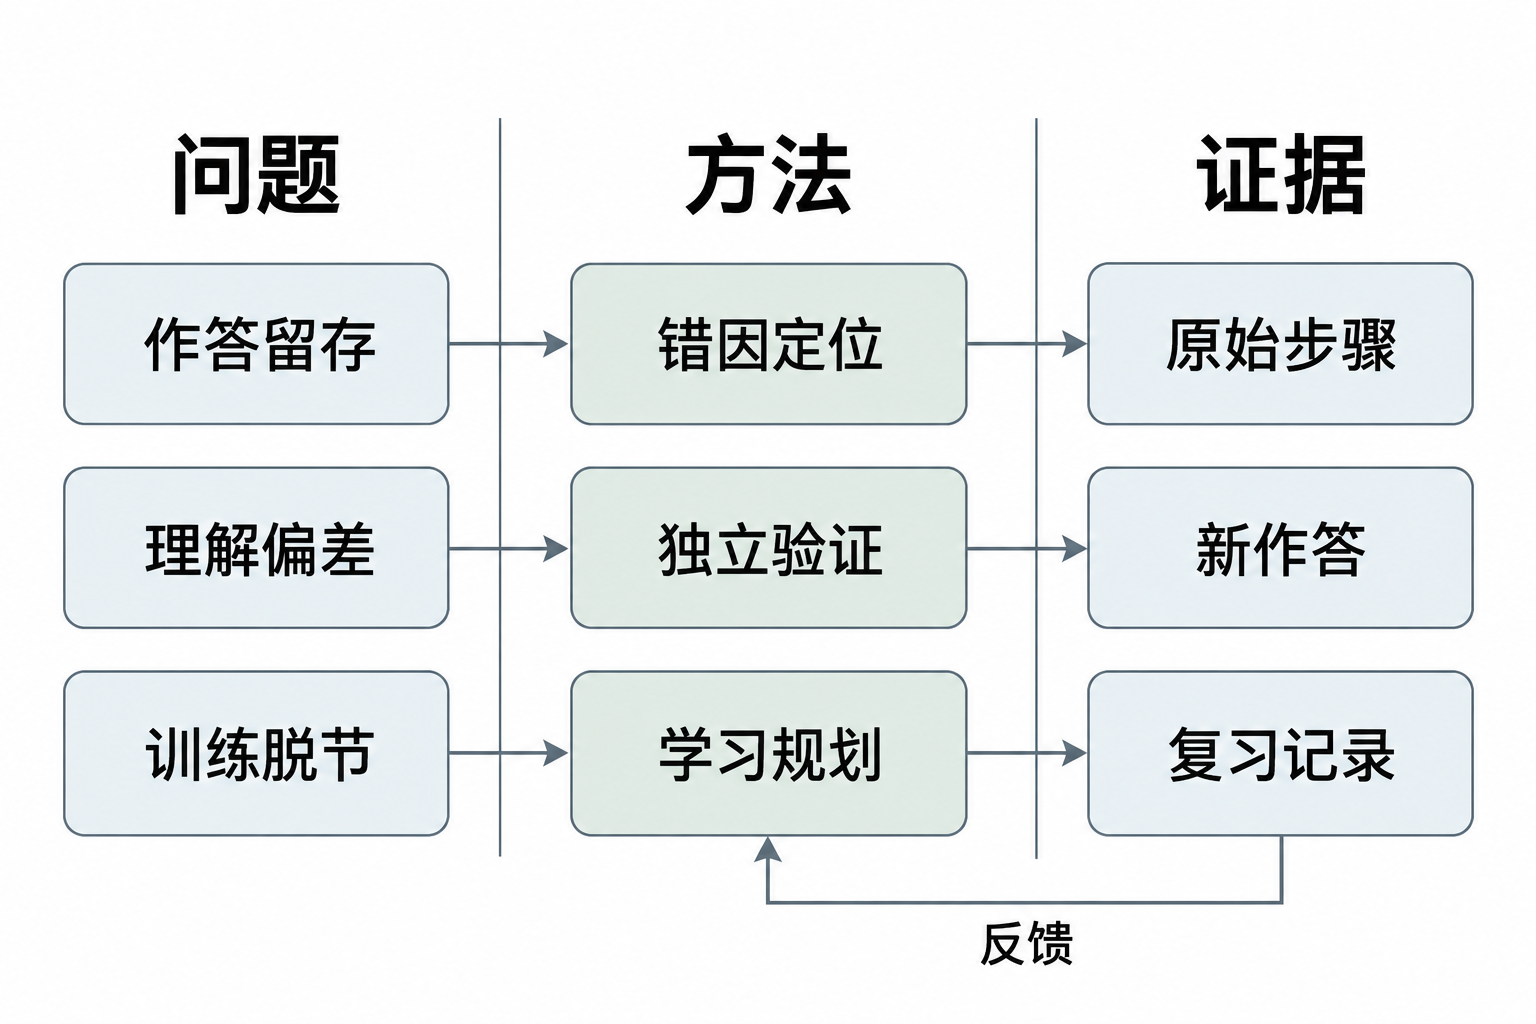 问题
方法
证据
作答留存
错因定位
原始步骤
理解偏差
独立验证
新作答
训练脱节
学习规划
复习记录
反馈